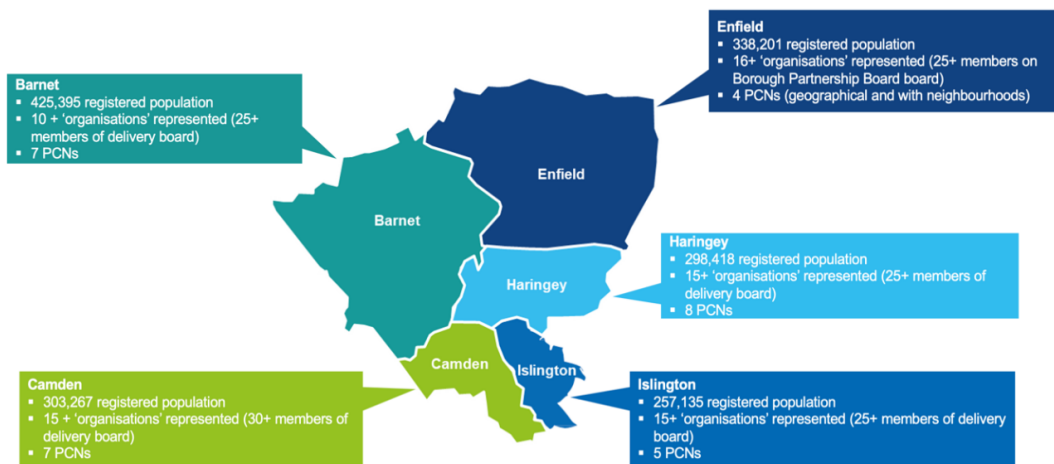 Enfield
▪ 338,201 registered population
▪ 16+ ‘organisations’ represented (25+ members on
Borough Partnership Board board)
▪ 4 PCNs (geographical and with neighbourhoods)
Barnet
▪ 425,395 registered population
▪ 10 + ‘organisations’ represented (25+
members of delivery board)
▪ 7 PCNs
Enfield
Barnet
Haringey
▪ 298,418 registered population
▪ 15+ ‘organisations’ represented (25+ members of
delivery board)
▪ 8 PCNs
Haringey
Camden
Islington
Camden
▪ 303,267 registered population
▪ 15 + ‘organisations’ represented (30+ members of
delivery board)
▪ 7 PCNs
Islington
▪ 257,135 registered population
▪ 15+ ‘organisations’ represented (25+ members of delivery
board)
▪ 5 PCNs